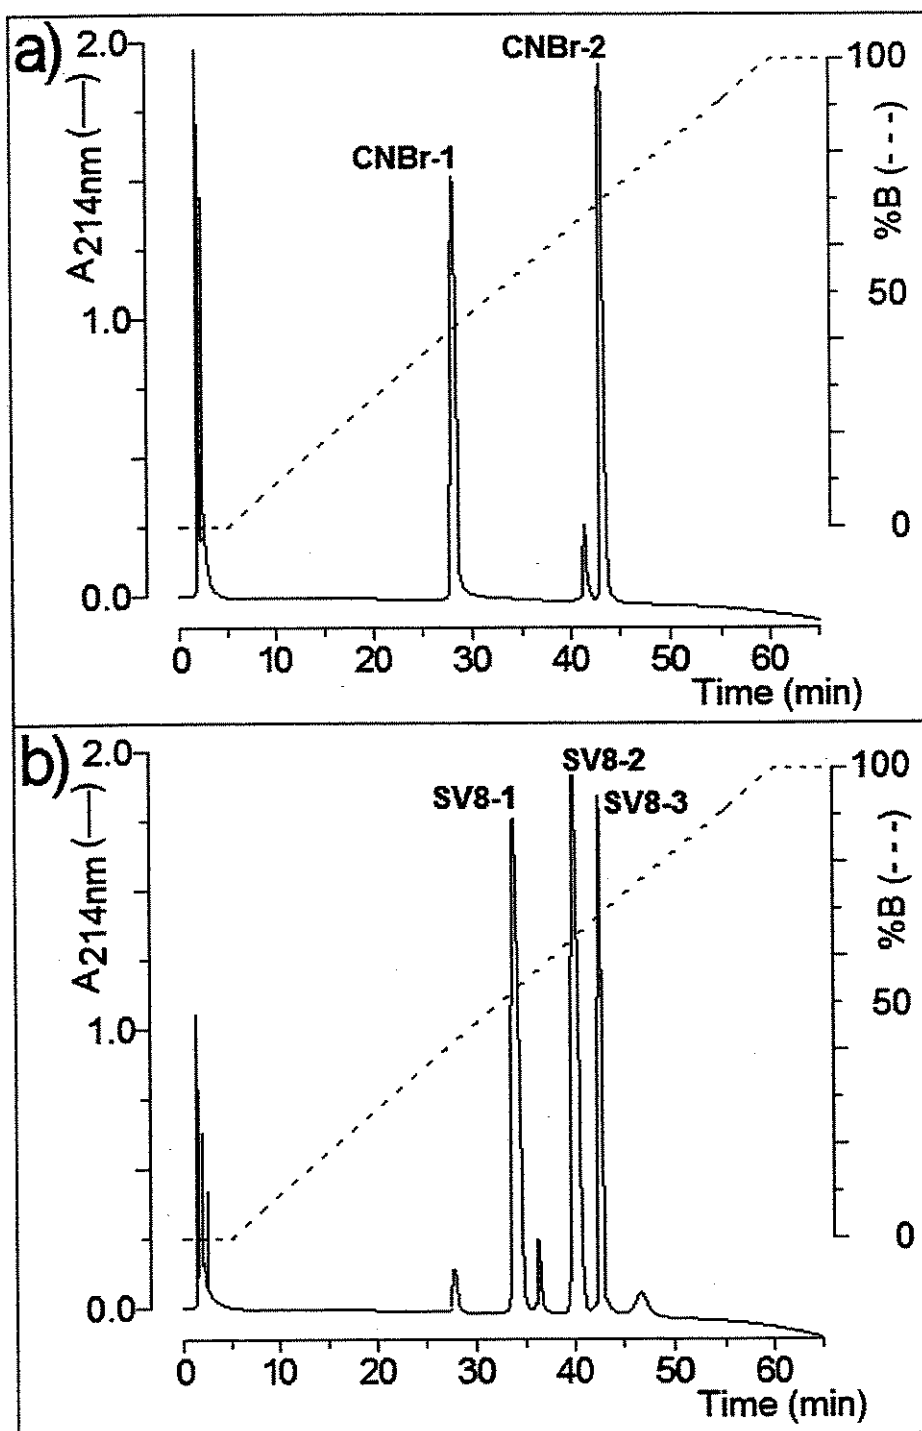 a)
CNBr-1
CNBr-2
A214nm (—)
2.0
1.0
0.0
100
50
0
%B (- - -)
0 10 20 30 40 50 60
Time (min)
b)
SV8-1
SV8-2
SV8-3
A214nm (—)
2.0
1.0
0.0
100
50
0
%B (- - -)
0 10 20 30 40 50 60
Time (min)